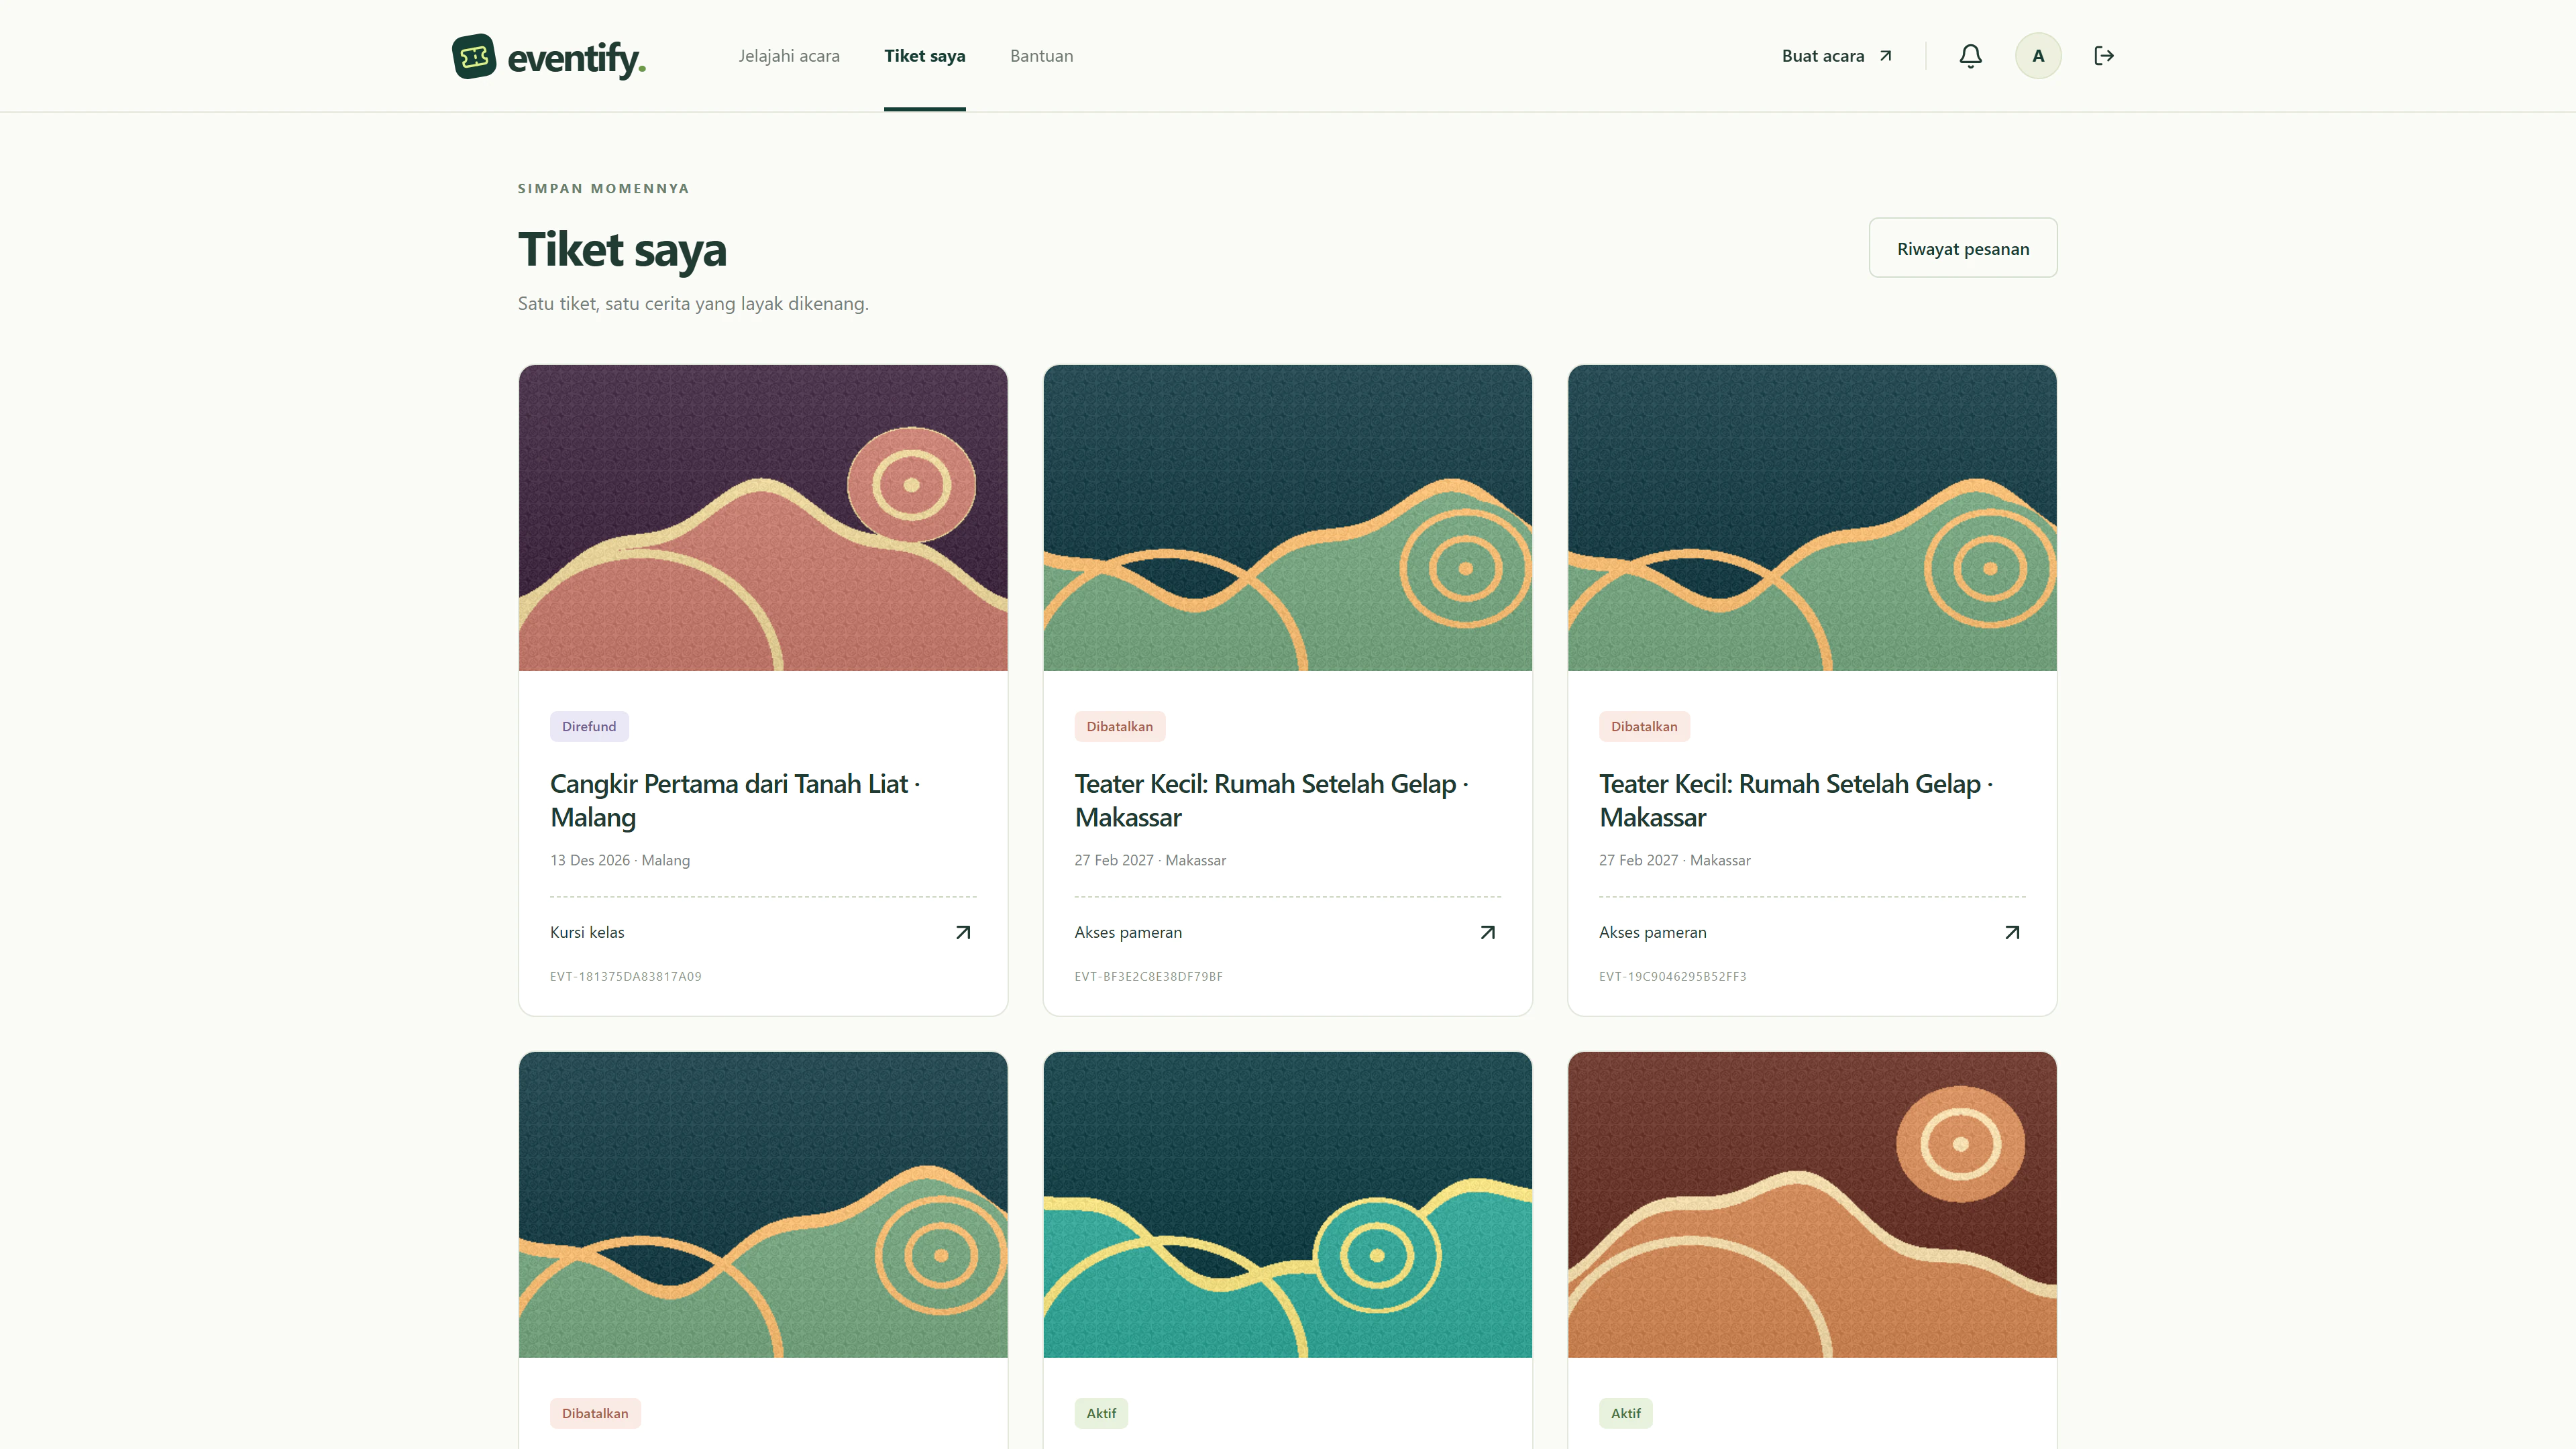 eventify.
Jelajahi acara
Tiket saya
Bantuan
Buat acara
A
SIMPAN MOMENNYA
Tiket saya
Riwayat pesanan
Satu tiket, satu cerita yang layak dikenang.
Direfund
Cangkir Pertama dari Tanah Liat ·
Malang
13 Des 2026 · Malang
Kursi kelas
EVT-181375DA83817A09
Dibatalkan
Teater Kecil: Rumah Setelah Gelap ·
Makassar
27 Feb 2027 · Makassar
Akses pameran
EVT-BF3E2C8E38DF79BF
Dibatalkan
Teater Kecil: Rumah Setelah Gelap ·
Makassar
27 Feb 2027 · Makassar
Akses pameran
EVT-19C9046295B52FF3
Dibatalkan
Aktif
Aktif